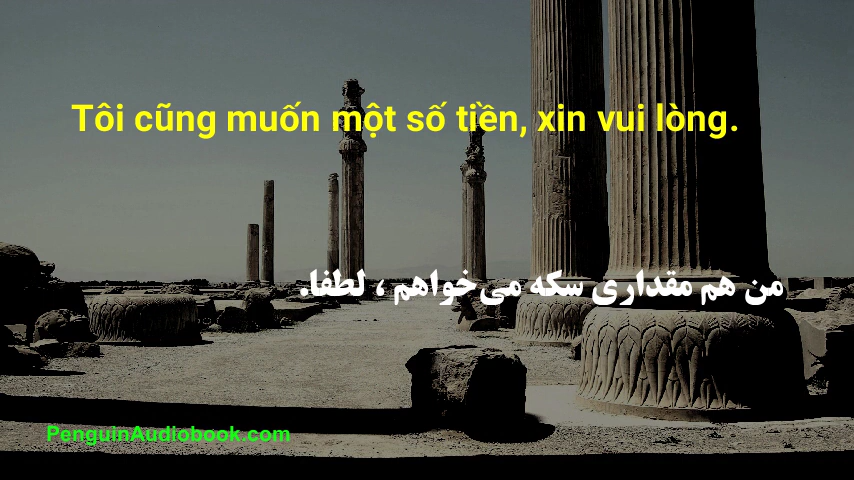 Tôi cũng muốn một số tiền, xin vui lòng.
من هم مقداری سکه می‌خواهم ، لطفا.
PenguinAudiobook.com